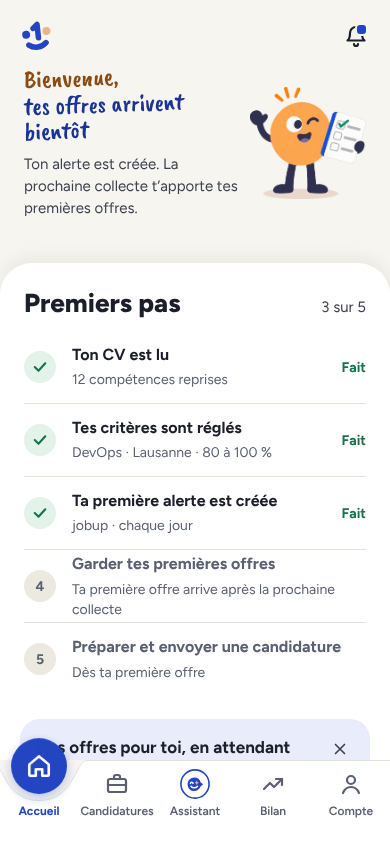 Bienvenue,
tes offres arrivent
bientôt
Ton alerte est créée. La
prochaine collecte t’apporte tes
premières offres.
Premiers pas
3 sur 5
Ton CV est lu
12 compétences reprises
Fait
Tes critères sont réglés
DevOps · Lausanne · 80 à 100 %
Fait
Ta première alerte est créée
jobup · chaque jour
Fait
4
Garder tes premières offres
Ta première offre arrive après la prochaine
collecte
5
Préparer et envoyer une candidature
Dès ta première offre
offres pour toi, en attendant
Accueil
Candidatures
Assistant
Bilan
Compte